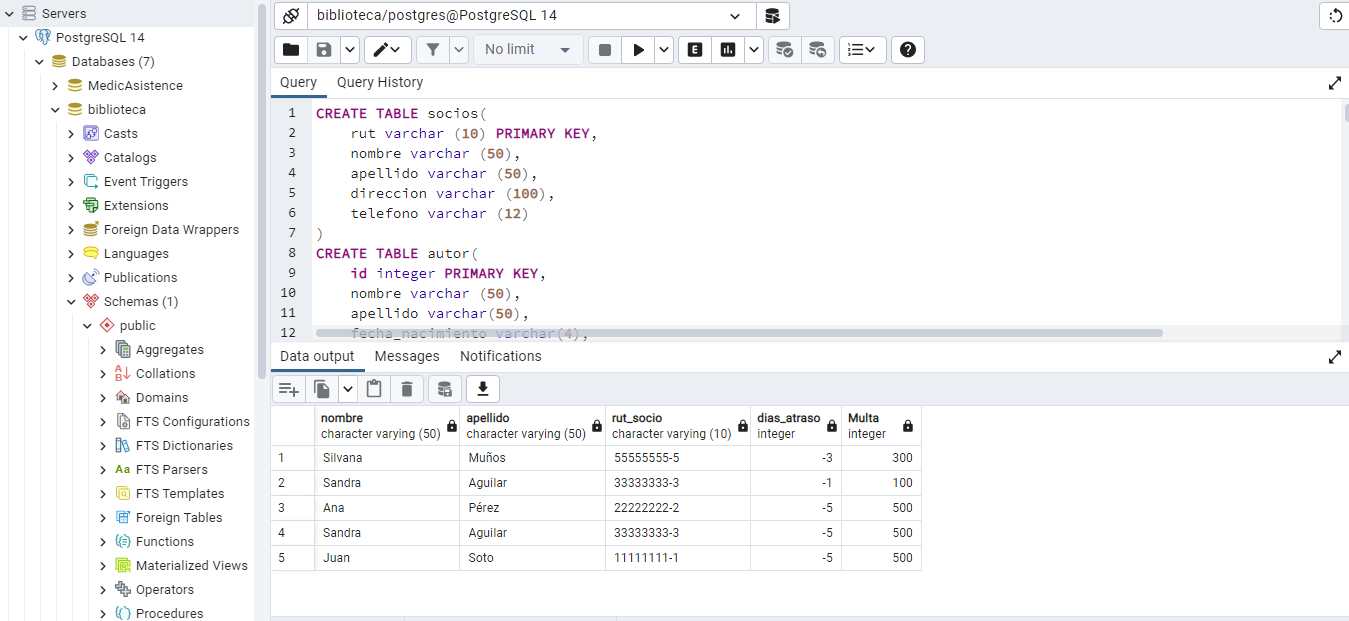 Servers
PostgreSQL 14
Databases (7)
MedicAsistence
biblioteca
Casts
Catalogs
Event Triggers
Extensions
Foreign Data Wrappers
Languages
Publications
Schemas (1)
public
Aggregates
Collations
Domains
FTS Configurations
FTS Dictionaries
Aa FTS Parsers
FTS Templates
Foreign Tables
Functions
Materialized Views
Operators
Procedures
biblioteca/postgres@PostgreSQL 14
No limit
E
Query Query History
1 CREATE TABLE socios(
2 rut varchar (10) PRIMARY KEY,
3 nombre varchar (50),
4 apellido varchar (50),
5 direccion varchar (100),
6 telefono varchar (12)
7 )
8 CREATE TABLE autor(
9 id integer PRIMARY KEY,
10 nombre varchar (50),
11 apellido varchar(50),
12 fecha_nacimiento varchar(4),
Data output Messages Notifications
nombre apellido rut_socio dias_atraso Multa
character varying (50) character varying (50) character varying (10) integer integer
1 Silvana Muños 55555555-5 -3 300
2 Sandra Aguilar 33333333-3 -1 100
3 Ana Pérez 22222222-2 -5 500
4 Sandra Aguilar 33333333-3 -5 500
5 Juan Soto 11111111-1 -5 500